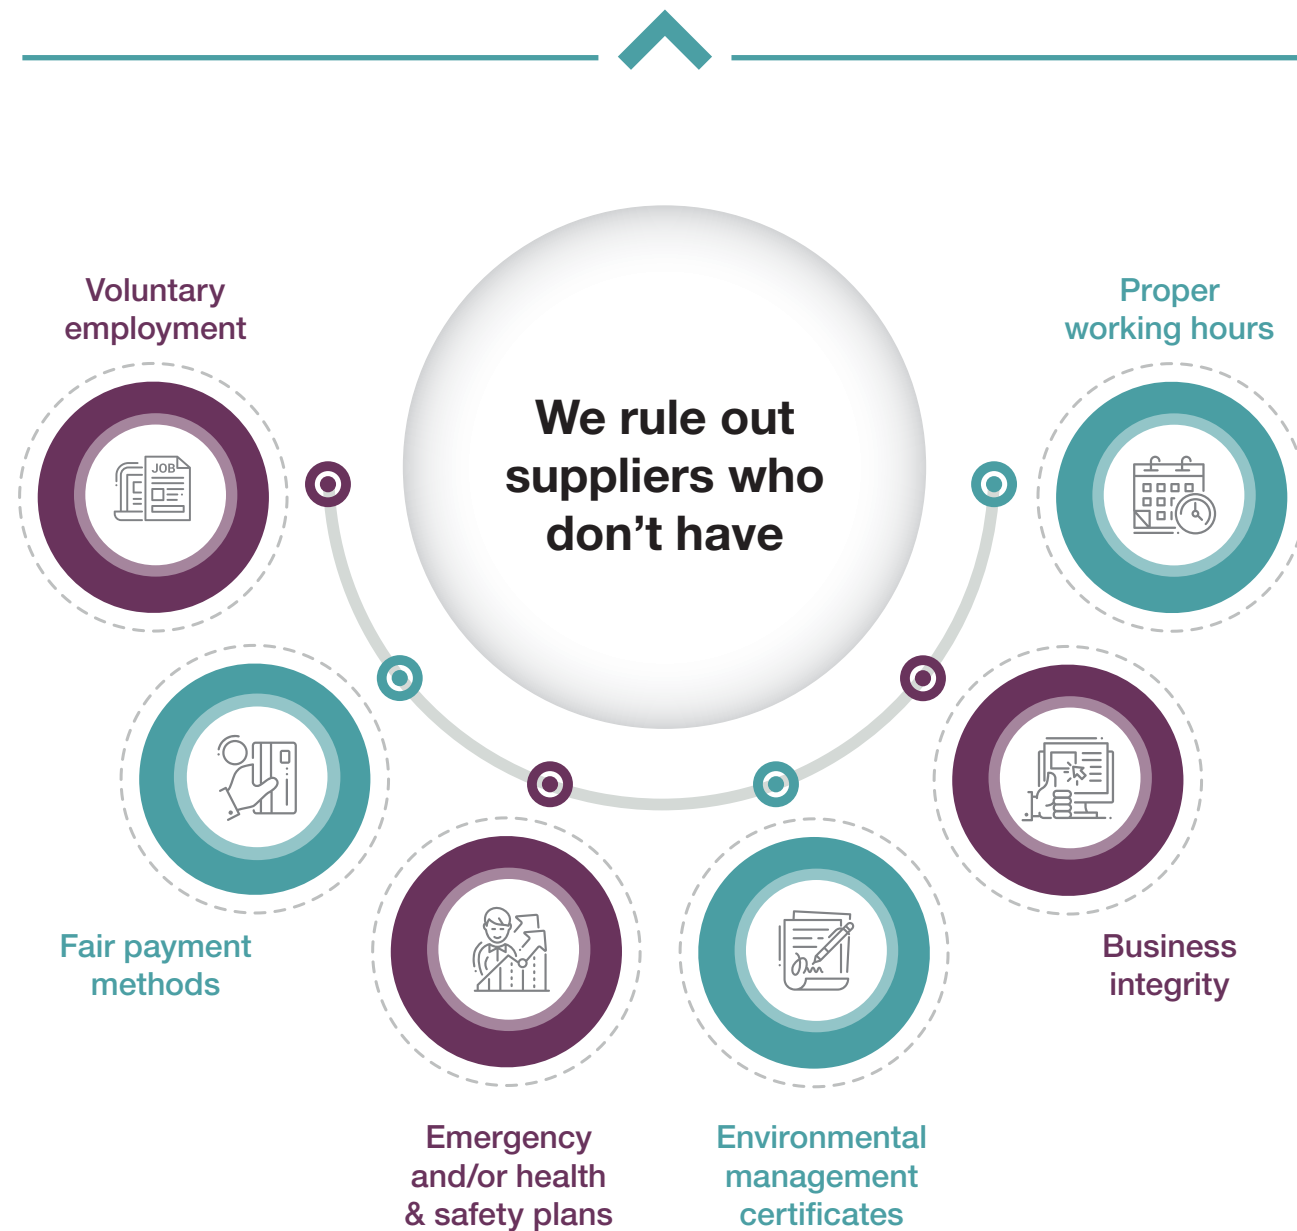 We rule out
suppliers who
don't have
Voluntary
employment
JOB
Fair payment
methods
Emergency
and/or health
& safety plans
Environmental
management
certificates
Business
integrity
Proper
working hours